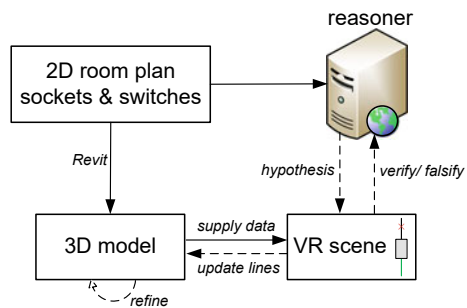 reasoner
2D room plan
sockets & switches
Revit
hypothesis
verify/ falsify
3D model
supply data
update lines
VR scene
refine